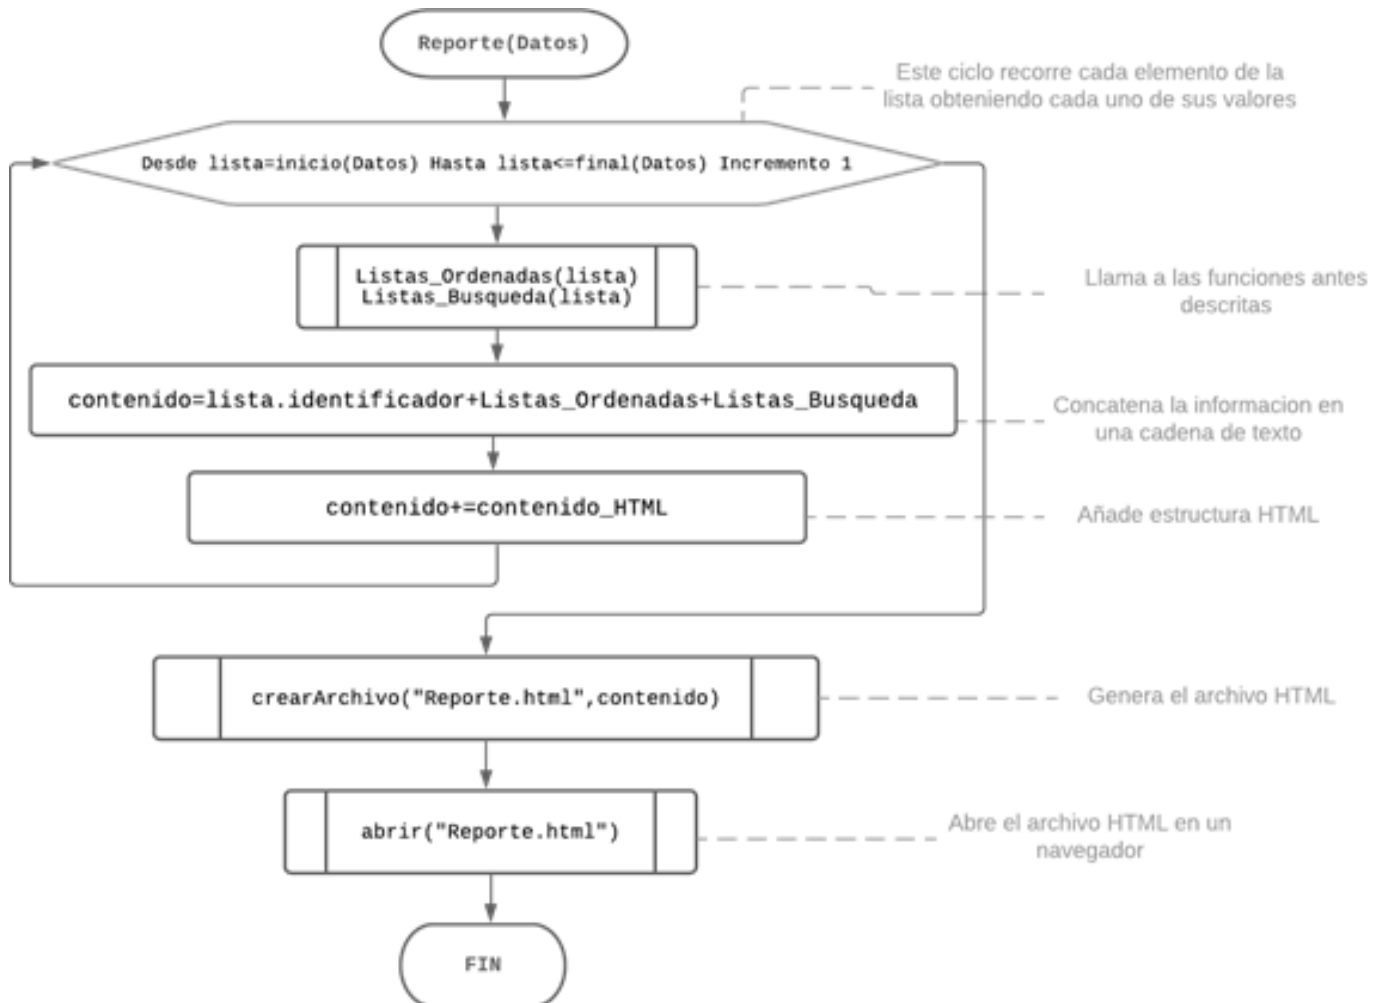 Reporte(Datos)
Este ciclo recorre cada elemento de la
lista obteniendo cada uno de sus valores
Desde lista=inicio(Datos) Hasta lista<=final(Datos) Incremento 1
Listas_Ordenadas(lista)
Listas_Busqueda(lista)
Llama a las funciones antes
descritas
contenido=lista.identificador+Listas_Ordenadas+Listas_Busqueda
Concatena la informacion en
una cadena de texto
contenido+=contenido_HTML
Añade estructura HTML
crearArchivo("Reporte.html",contenido)
Genera el archivo HTML
abrir("Reporte.html")
Abre el archivo HTML en un
navegador
FIN